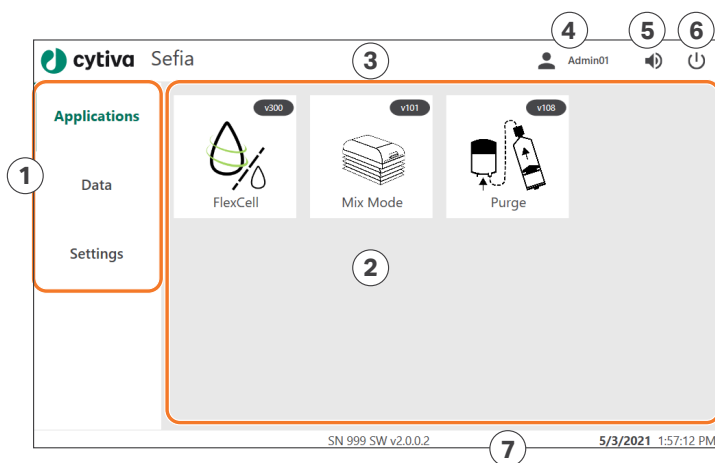 4 5 6
cytiva Sefia 3 Admin01
Applications
v300 v101 v108
1
Data
FlexCell Mix Mode Purge
Settings
2
SN 999 SW v2.0.0.2 5/3/2021 1:57:12 PM
7